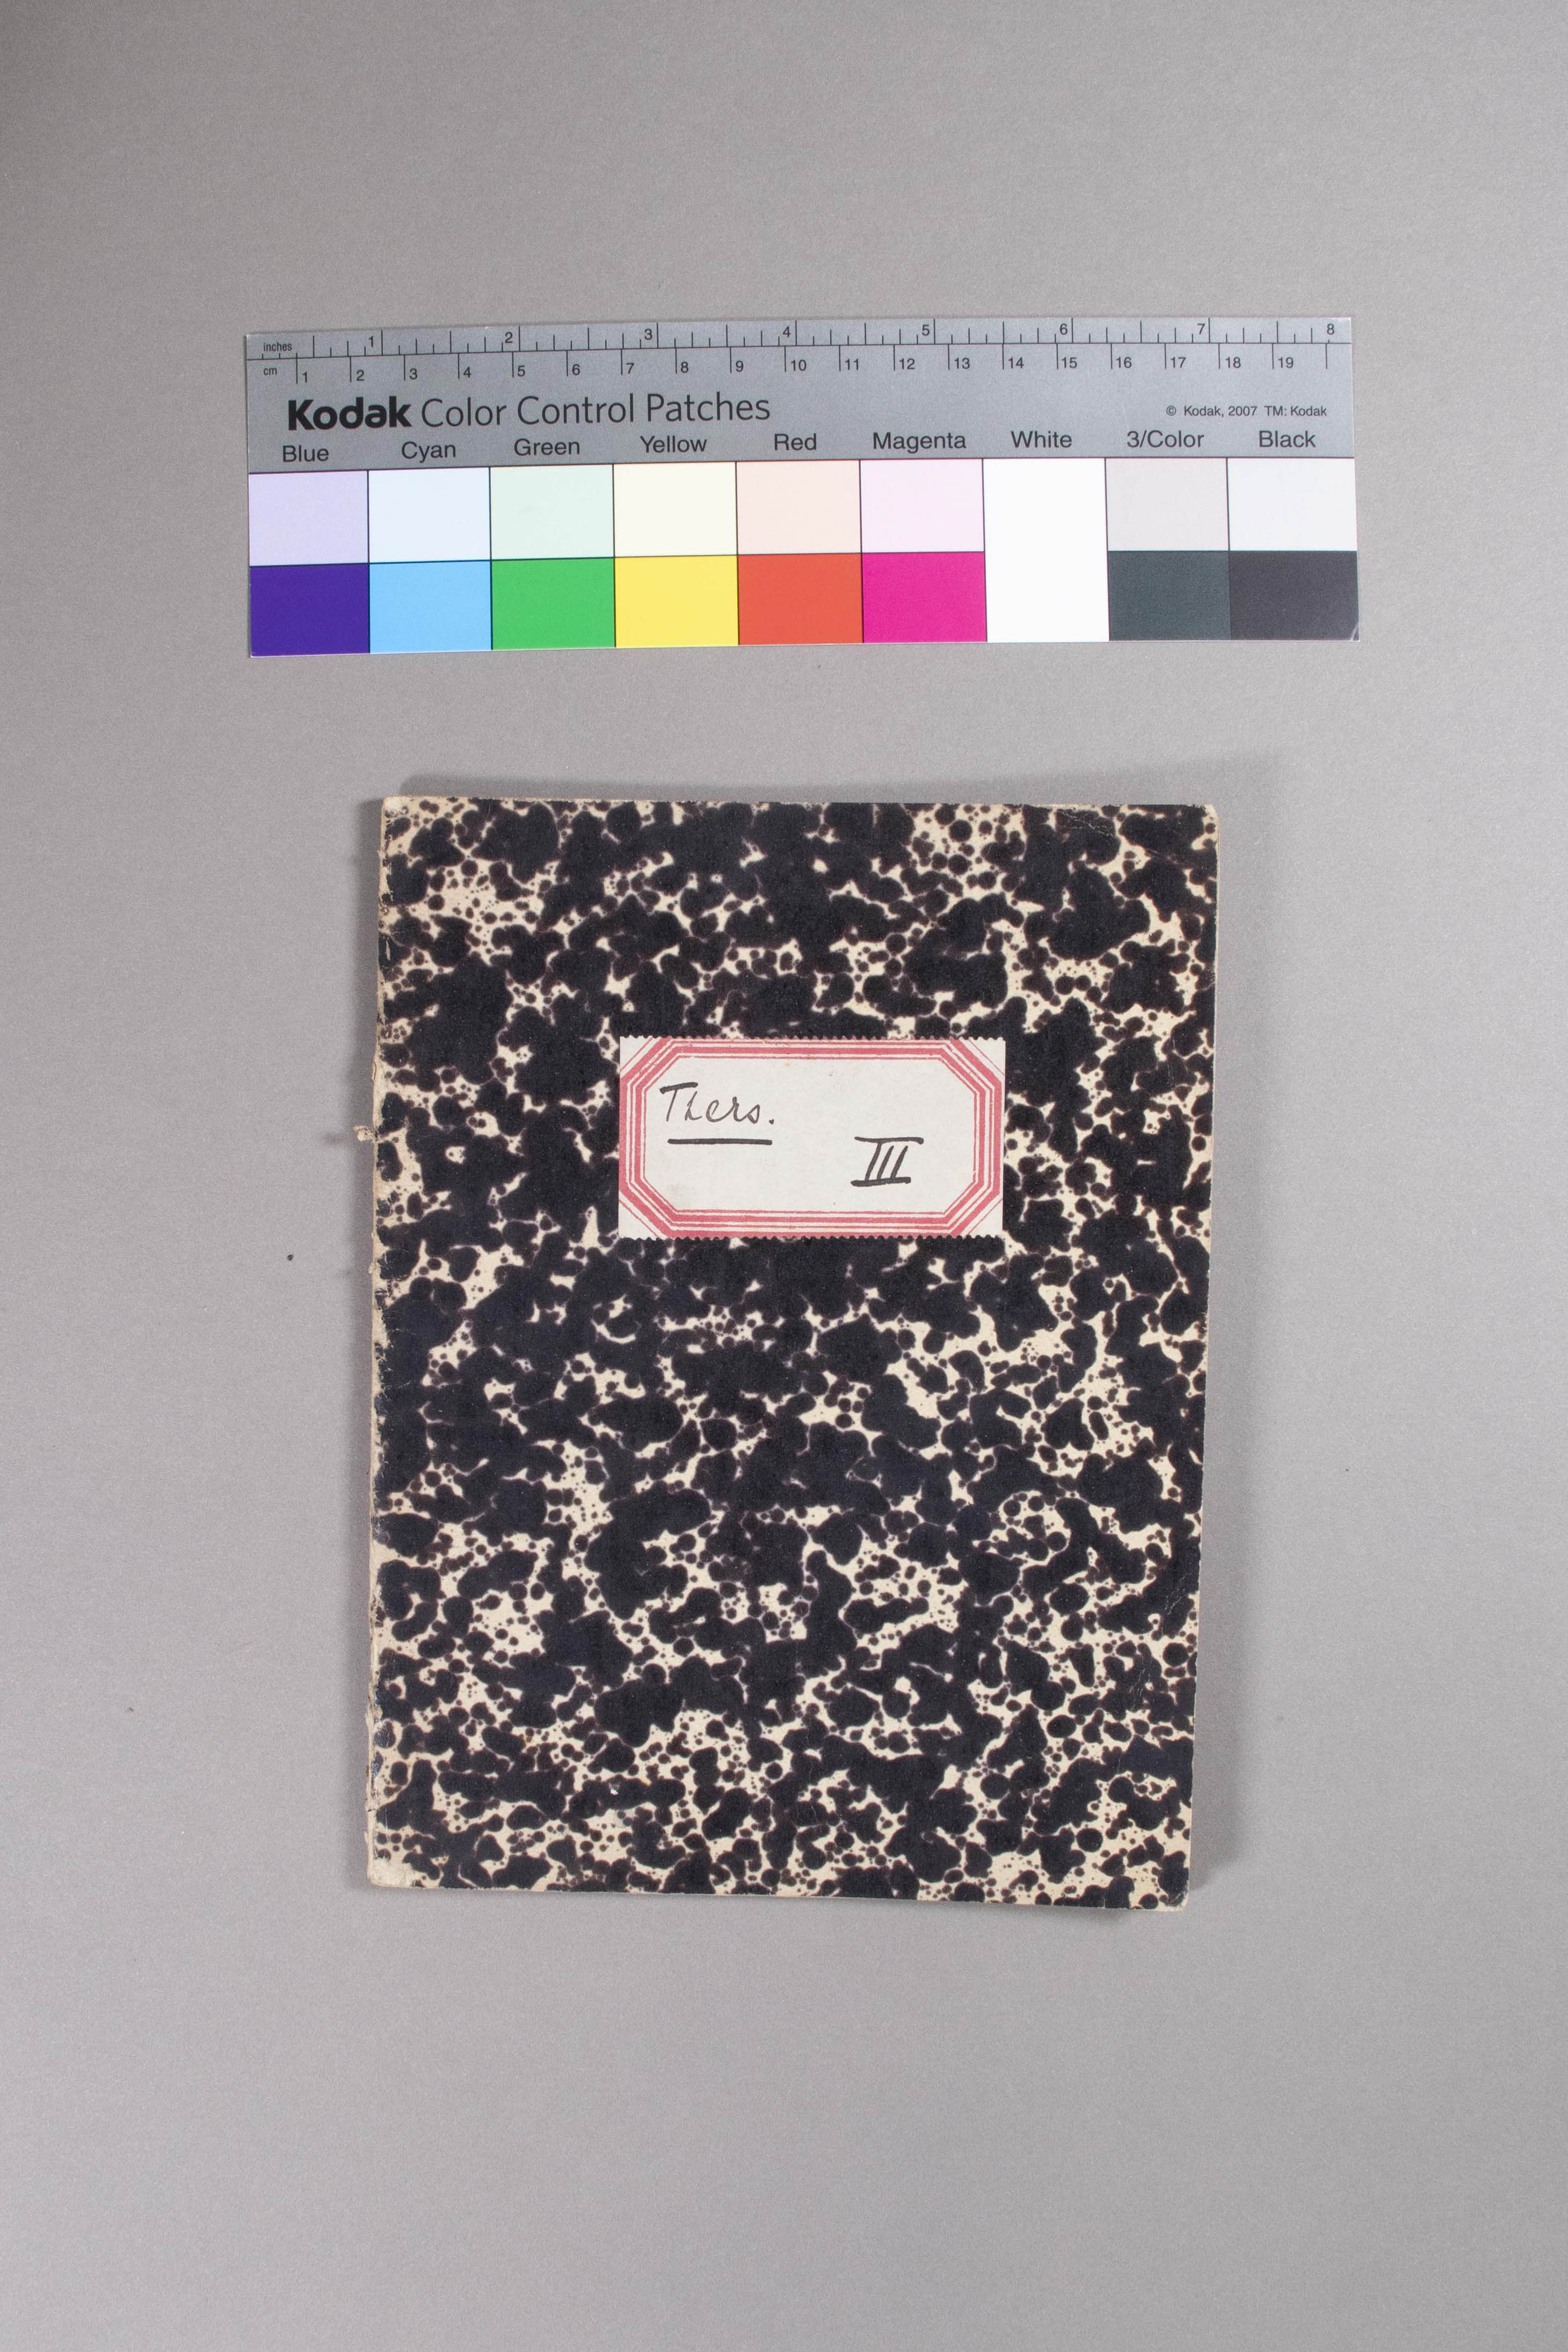 inches 1 2 3 4 5 6 7 8
cm 1 2 3 4 5 6 7 8 9 10 11 12 13 14 15 16 17 18 19
Kodak Color Control Patches © Kodak, 2007 TM: Kodak
Blue Cyan Green Yellow Red Magenta White 3/Color Black
Thers.
III